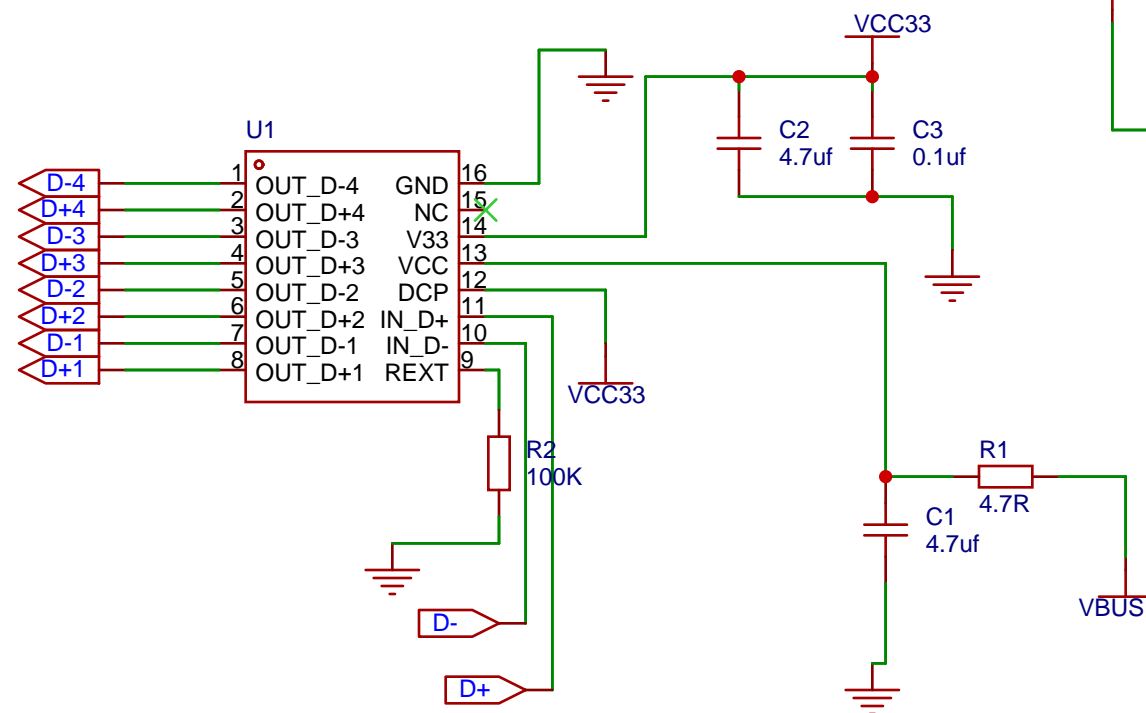 VCC33
U1
C2
4.7uf
C3
0.1uf
D-4
1
OUT_D-4
GND
16
D+4
2
OUT_D+4
NC
15
D-3
3
OUT_D-3
V33
14
D+3
4
OUT_D+3
VCC
13
D-2
5
OUT_D-2
DCP
12
D+2
6
OUT_D+2
IN_D+
11
D-1
7
OUT_D-1
IN_D-
10
D+1
8
OUT_D+1
REXT
9
VCC33
R2
100K
R1
4.7R
C1
4.7uf
VBUS
D-
D+